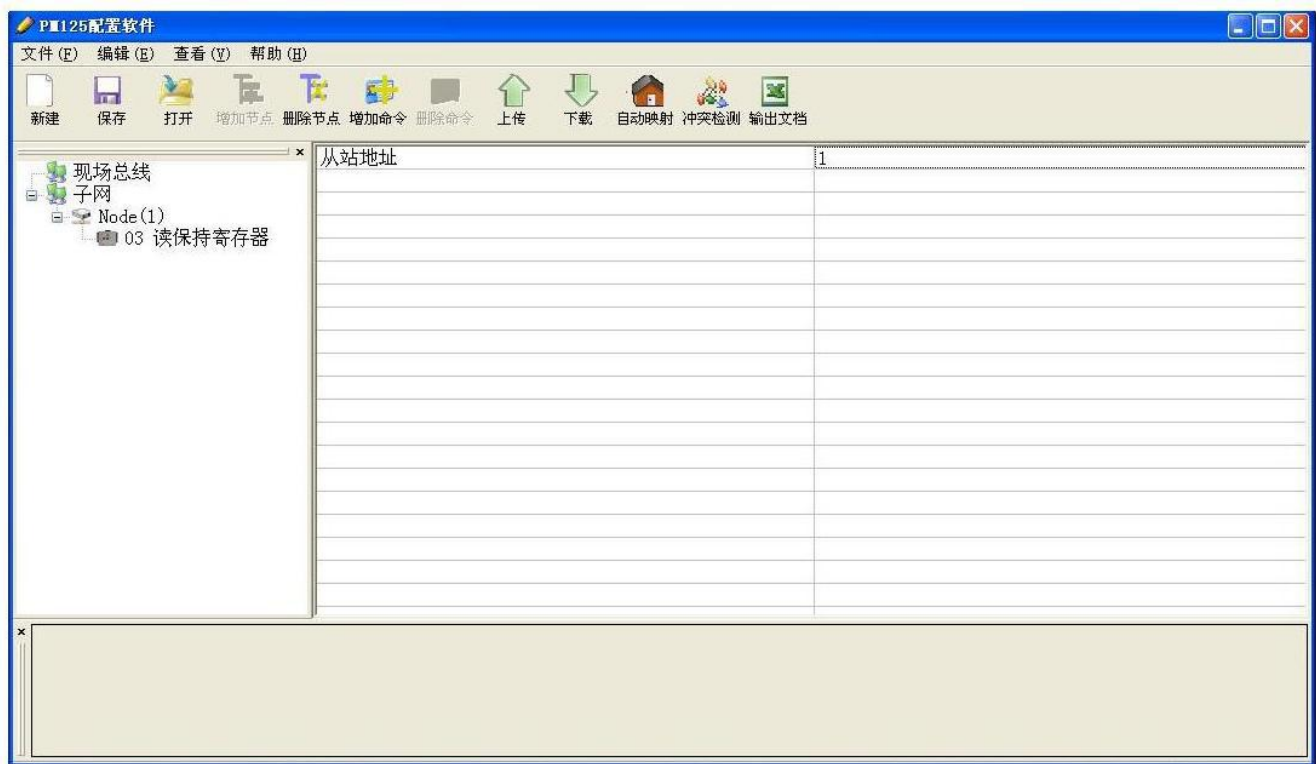 PM125配置软件
文件(F) 编辑(E) 查看(V) 帮助(H)
新建 保存 打开 增加节点 删除节点 增加命令 删除命令 上传 下载 自动映射 冲突检测 输出文档
现场总线
子网
Node(1)
03 读保持寄存器
从站地址 1